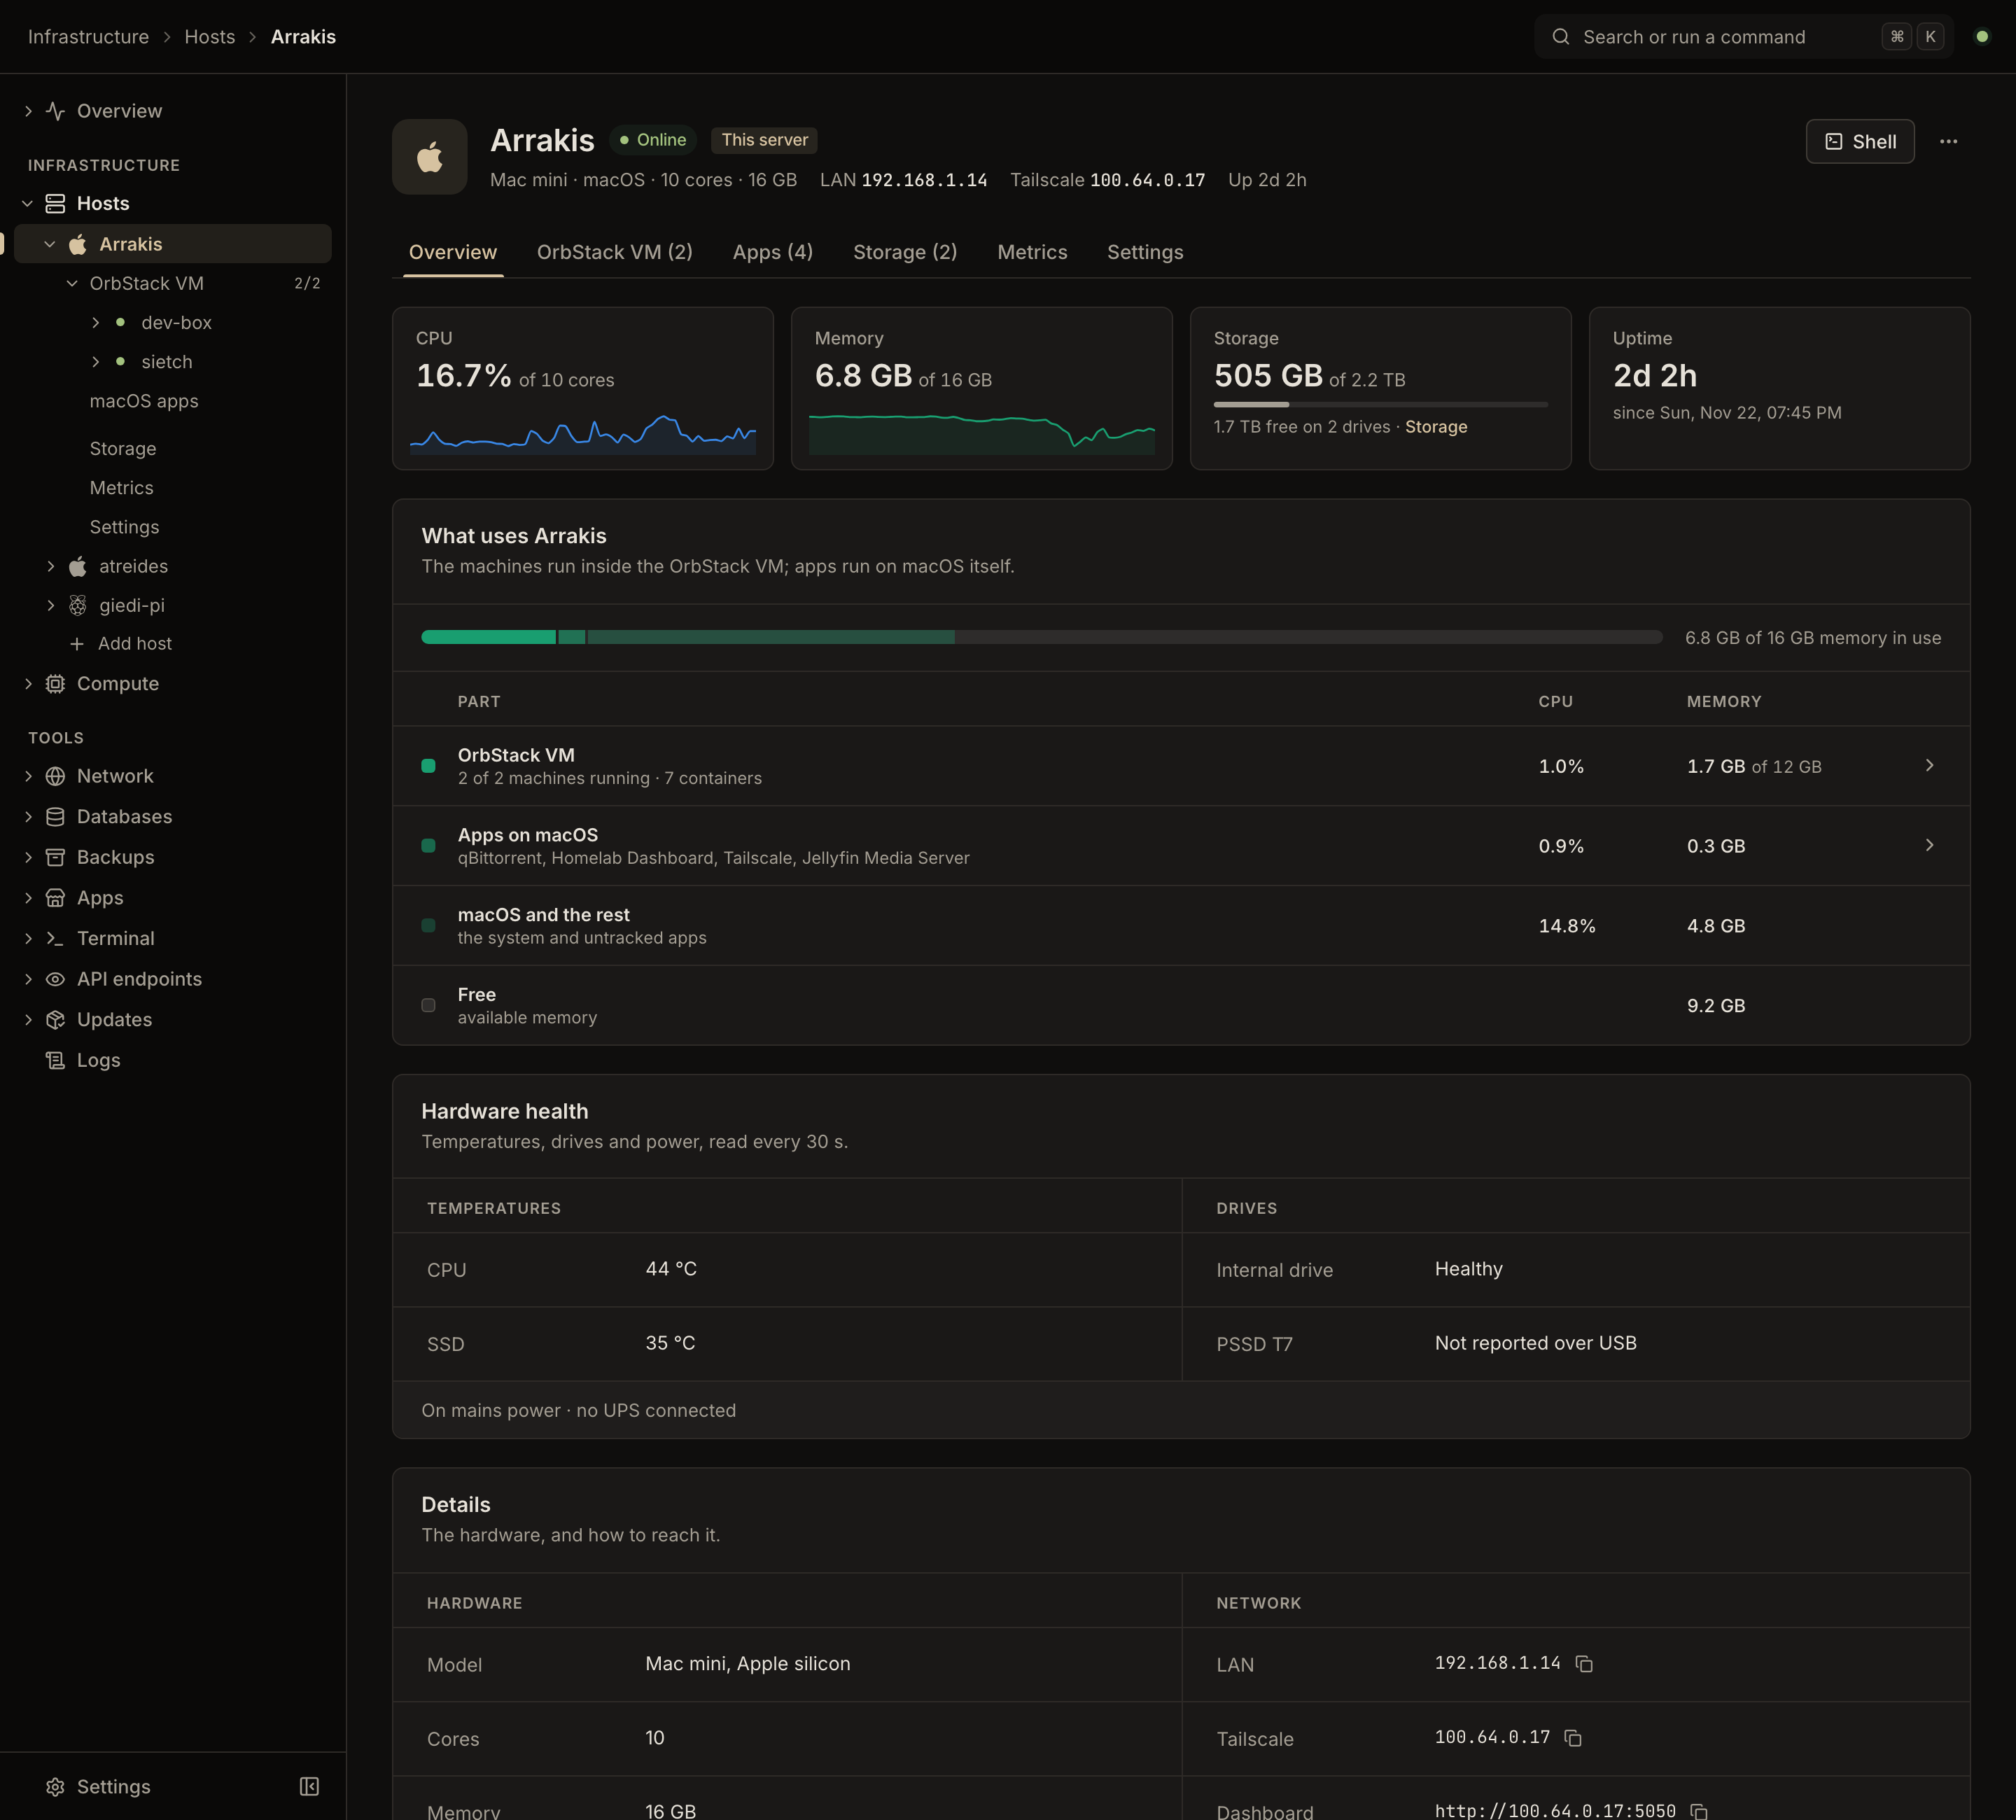 Infrastructure > Hosts > Arrakis
Search or run a command ⌘ K
Overview
INFRASTRUCTURE
Hosts
Arrakis
OrbStack VM 2/2
dev-box
sietch
macOS apps
Storage
Metrics
Settings
atreides
giedi-pi
+ Add host
Compute
TOOLS
Network
Databases
Backups
Apps
Terminal
API endpoints
Updates
Logs
Settings
Arrakis Online This server
Mac mini · macOS · 10 cores · 16 GB LAN 192.168.1.14 Tailscale 100.64.0.17 Up 2d 2h
Shell
Overview OrbStack VM (2) Apps (4) Storage (2) Metrics Settings
CPU
16.7% of 10 cores
Memory
6.8 GB of 16 GB
Storage
505 GB of 2.2 TB
1.7 TB free on 2 drives · Storage
Uptime
2d 2h
since Sun, Nov 22, 07:45 PM
What uses Arrakis
The machines run inside the OrbStack VM; apps run on macOS itself.
6.8 GB of 16 GB memory in use
PART CPU MEMORY
OrbStack VM
2 of 2 machines running · 7 containers
1.0% 1.7 GB of 12 GB
Apps on macOS
qBittorrent, Homelab Dashboard, Tailscale, Jellyfin Media Server
0.9% 0.3 GB
macOS and the rest
the system and untracked apps
14.8% 4.8 GB
Free
available memory
9.2 GB
Hardware health
Temperatures, drives and power, read every 30 s.
TEMPERATURES
CPU 44 °C
SSD 35 °C
DRIVES
Internal drive Healthy
PSSD T7 Not reported over USB
On mains power · no UPS connected
Details
The hardware, and how to reach it.
HARDWARE
Model Mac mini, Apple silicon
Cores 10
Memory 16 GB
NETWORK
LAN 192.168.1.14
Tailscale 100.64.0.17
Dashboard http://100.64.0.17:5050